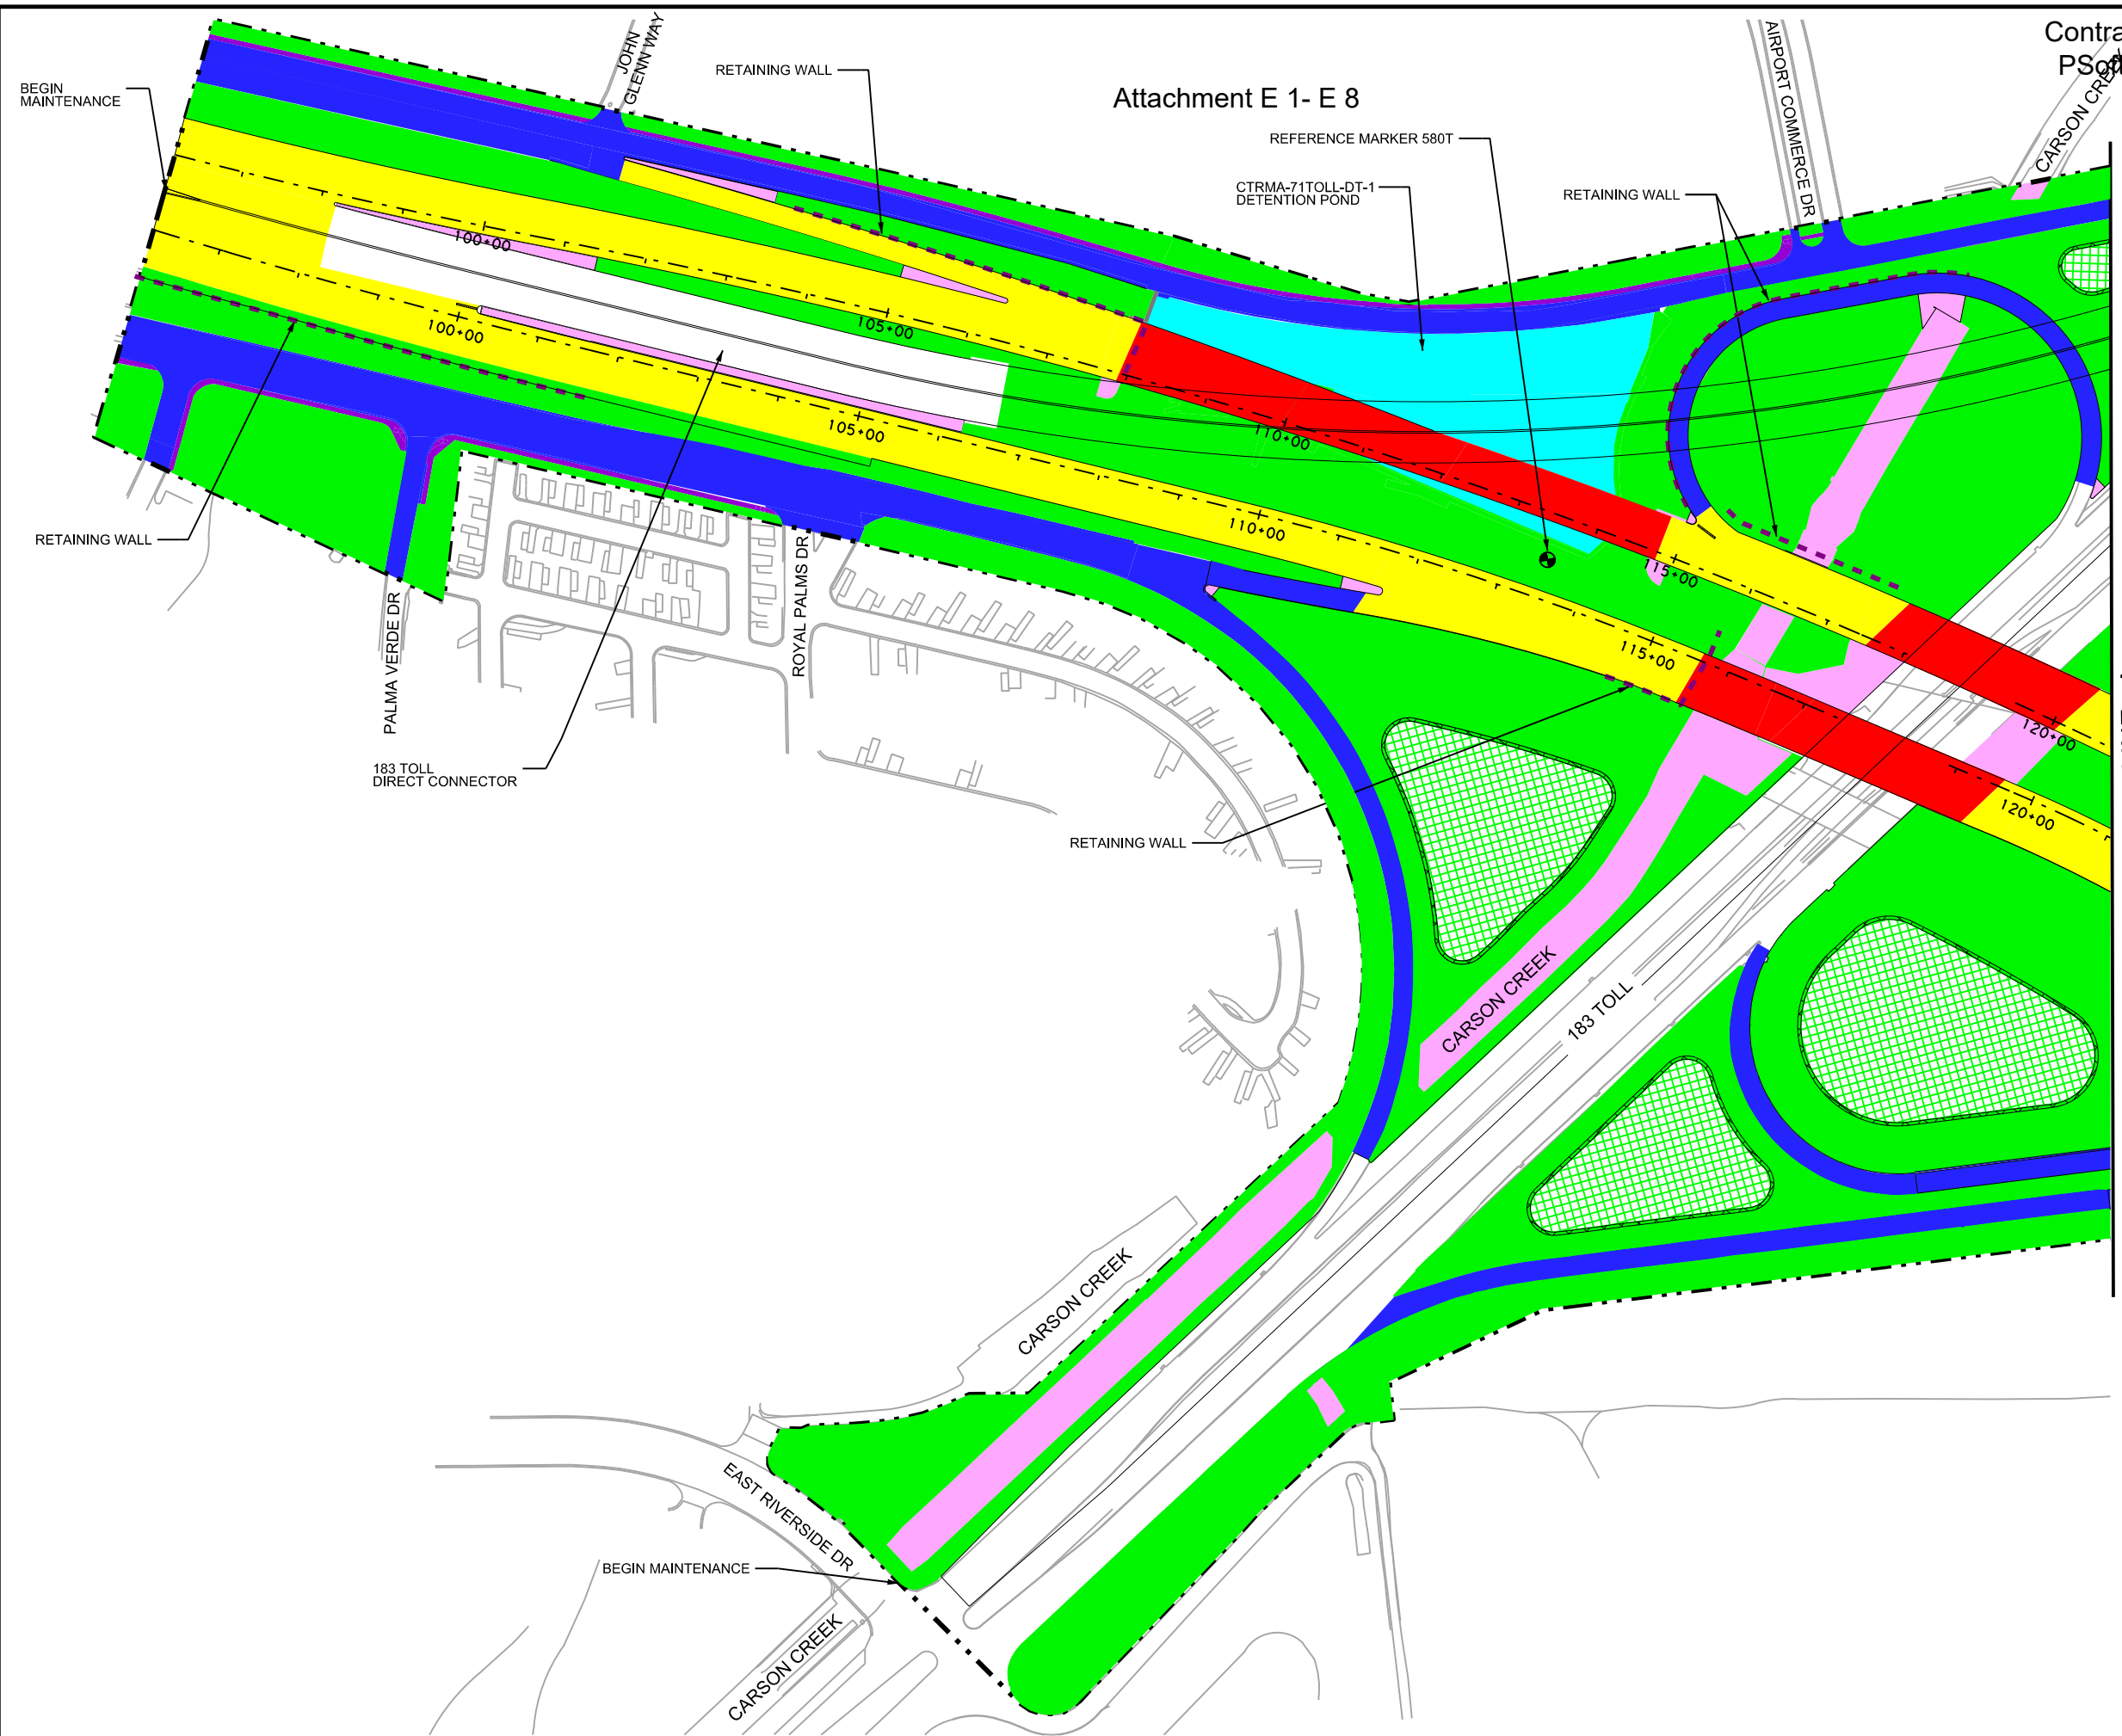 Attachment E 1- E 8
Contra
JOHN
GLENN WAY
RETAINING WALL
BEGIN
MAINTENANCE
REFERENCE MARKER 580T
CTRMA-71TOLL-DT-1
DETENTION POND
RETAINING WALL
AIRPORT COMMERCE DR
CARSON CREEK
100+00
105+00
110+00
115+00
120+00
100+00
105+00
110+00
115+00
120+00
RETAINING WALL
PALMA VERDE DR
ROYAL PALMS DR
183 TOLL
DIRECT CONNECTOR
RETAINING WALL
CARSON CREEK
183 TOLL
CARSON CREEK
EAST RIVERSIDE DR
BEGIN MAINTENANCE
CARSON CREEK